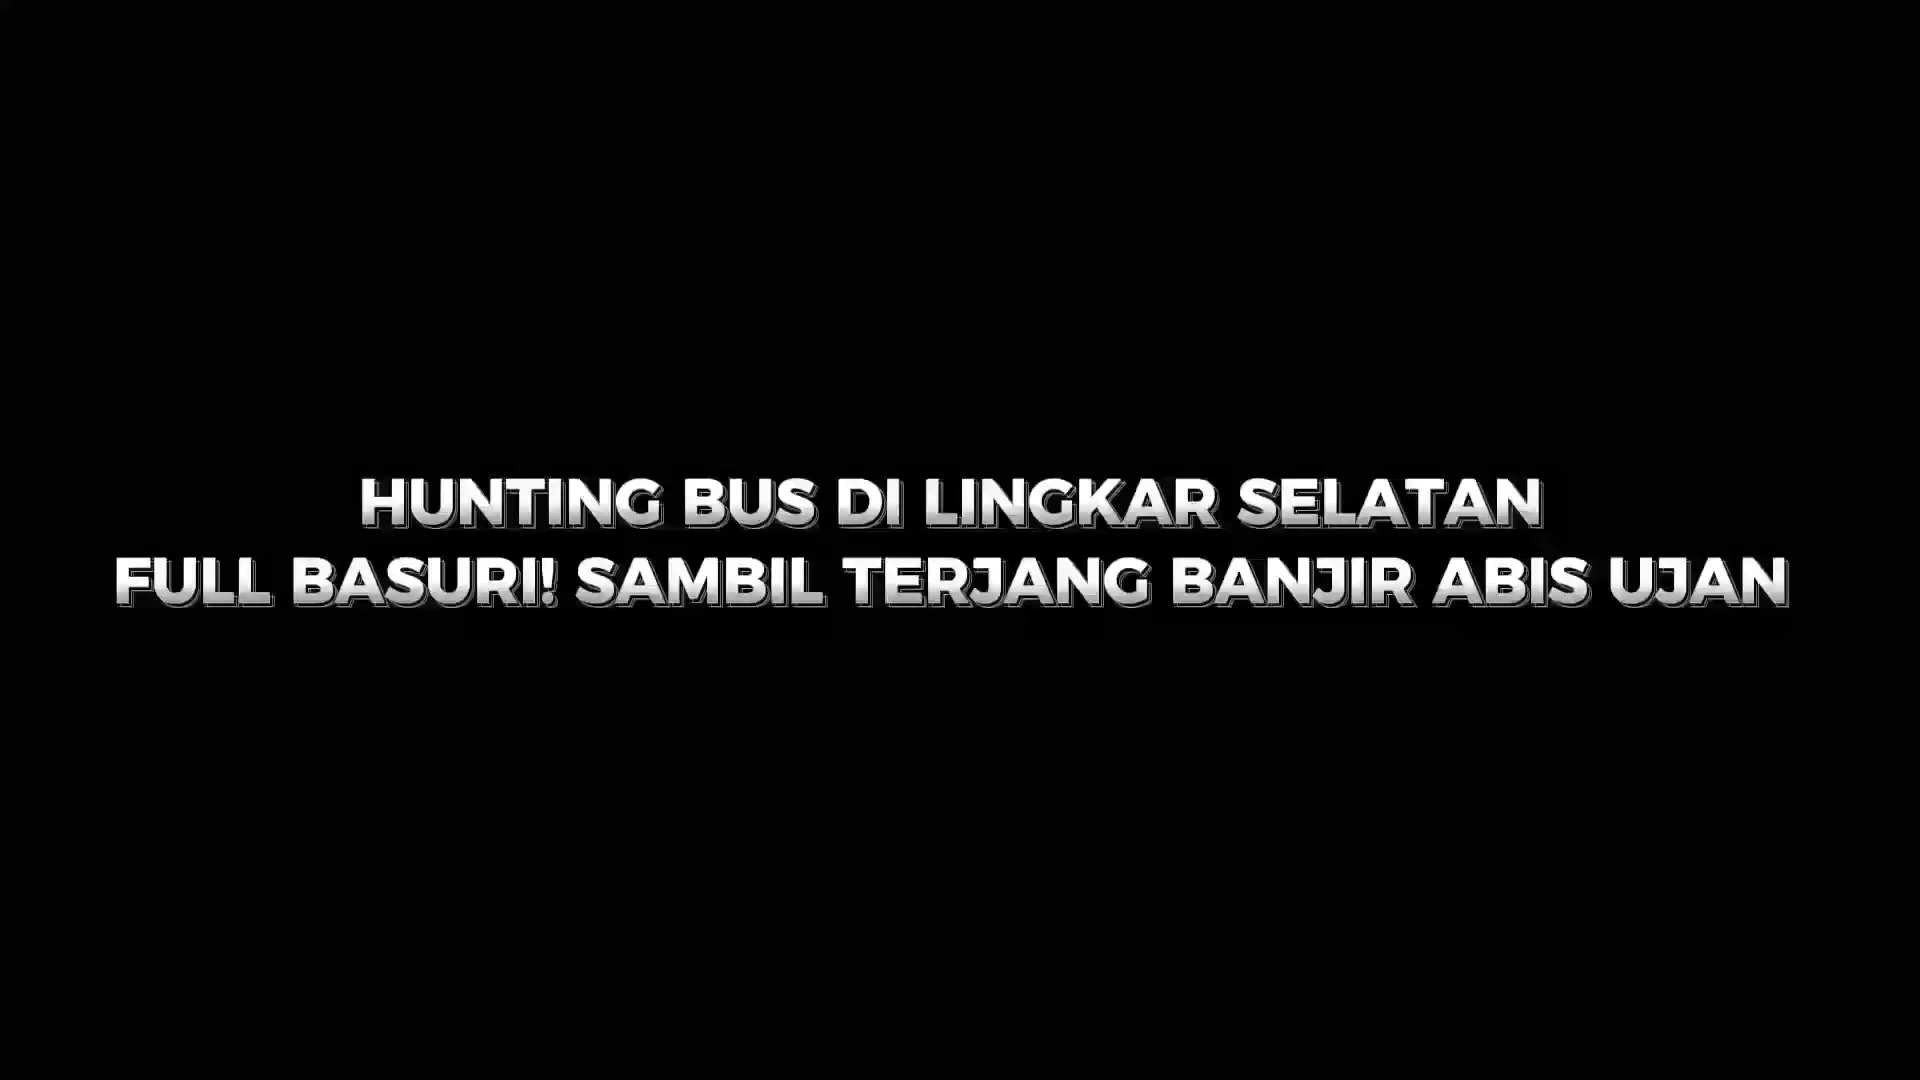 HUNTING BUS DI LINGKAR SELATAN
FULL BASURI! SAMBIL TERJANG BANJIR ABIS UJAN